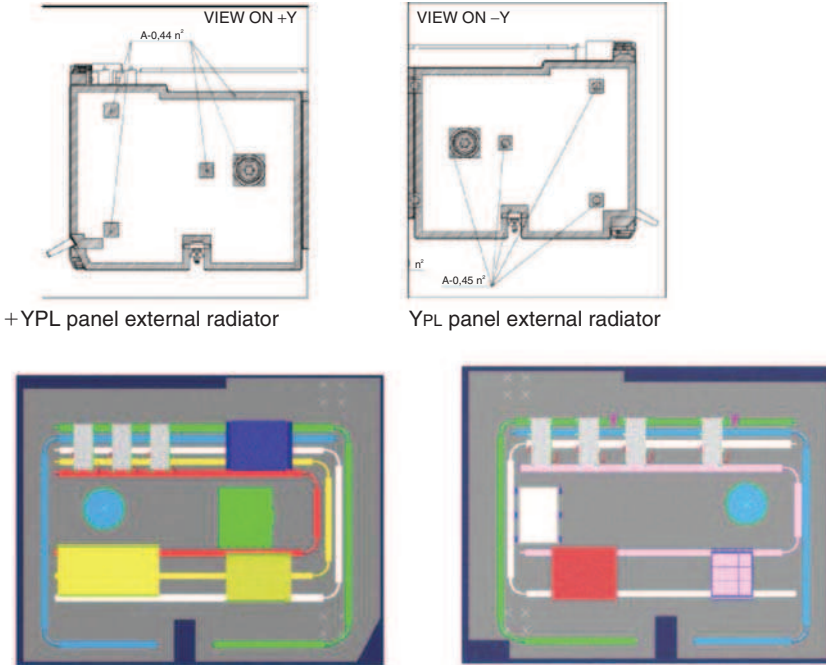 VIEW ON +Y
A-0,44 n²
VIEW ON –Y
n²
A-0,45 n²
+YPL panel external radiator
YPL panel external radiator